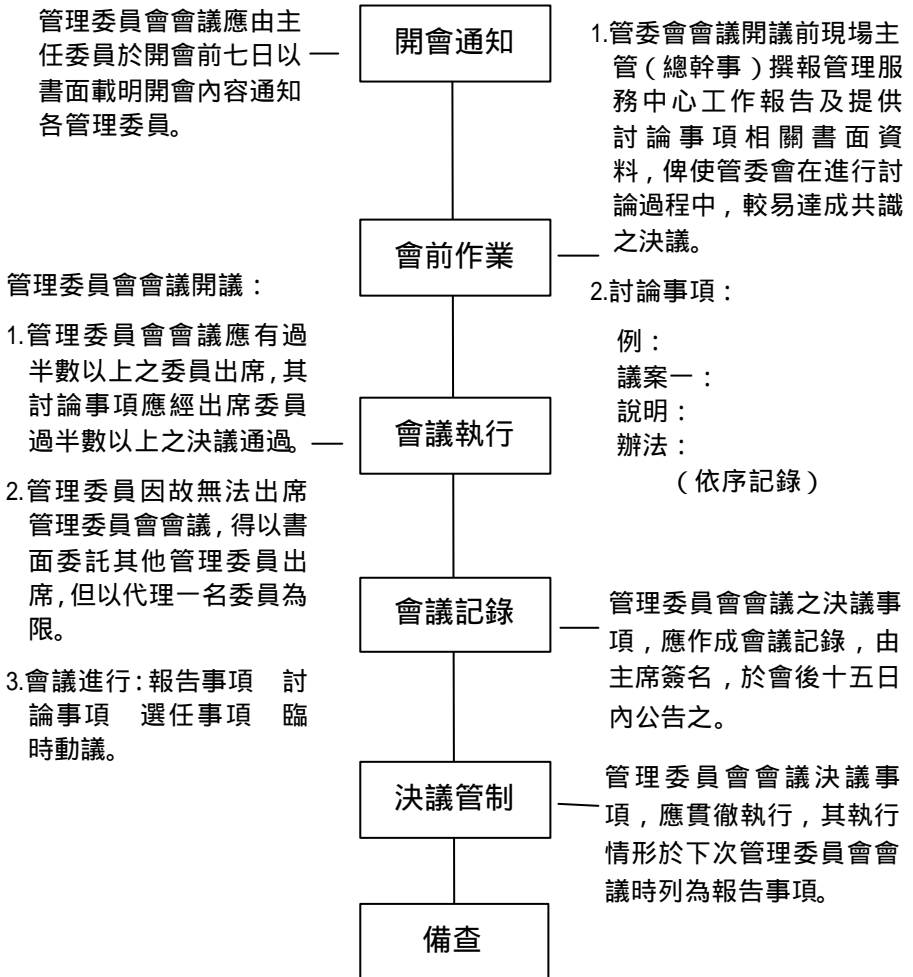 管理委員會會議應由主
任委員於開會前七日以
書面載明開會內容通知
各管理委員。
開會通知
1.管委會會議開議前現場主
管(總幹事)撰報管理服
務中心工作報告及提供
討論事項相關書面資
料,俾使管委會在進行討
論過程中,較易達成共識
之決議。
會前作業
2.討論事項:
例:
議案一:
說明:
辦法:
(依序記錄)
管理委員會會議開議:
1.管理委員會會議應有過
半數以上之委員出席,其
討論事項應經出席委員
過半數以上之決議通過。
會議執行
2.管理委員因故無法出席
管理委員會會議,得以書
面委託其他管理委員出
席,但以代理一名委員為
限。
3.會議進行:報告事項 討
論事項 選任事項 臨
時動議。
會議記錄
管理委員會會議之決議事
項,應作成會議記錄,由
主席簽名,於會後十五日
內公告之。
決議管制
管理委員會會議決議事
項,應貫徹執行,其執行
情形於下次管理委員會會
議時列為報告事項。
備查